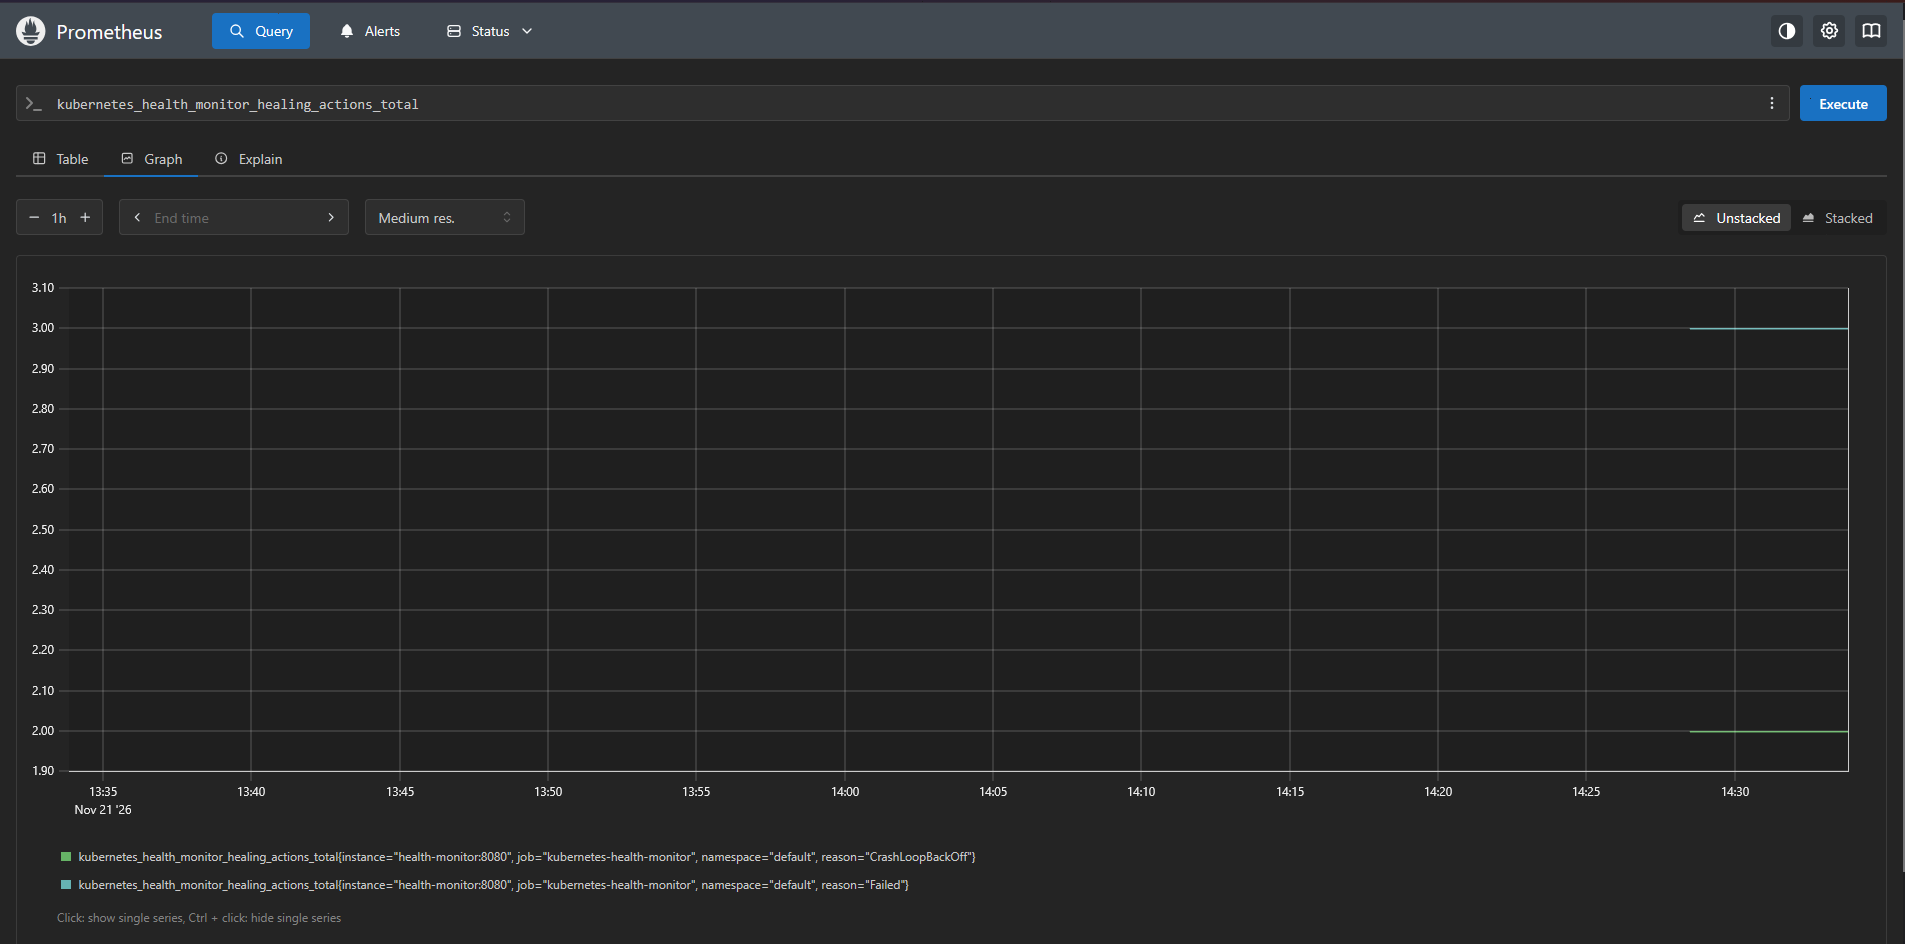 Prometheus Query Alerts Status
>_ kubernetes_health_monitor_healing_actions_total Execute
Table Graph Explain
1h End time Medium res. Unstacked Stacked
3.10
3.00
2.90
2.80
2.70
2.60
2.50
2.40
2.30
2.20
2.10
2.00
1.90
13:35 13:40 13:45 13:50 13:55 14:00 14:05 14:10 14:15 14:20 14:25 14:30
Nov 21 '26
kubernetes_health_monitor_healing_actions_total{instance="health-monitor:8080", job="kubernetes-health-monitor", namespace="default", reason="CrashLoopBackOff"}
kubernetes_health_monitor_healing_actions_total{instance="health-monitor:8080", job="kubernetes-health-monitor", namespace="default", reason="Failed"}
Click: show single series, Ctrl + click: hide single series